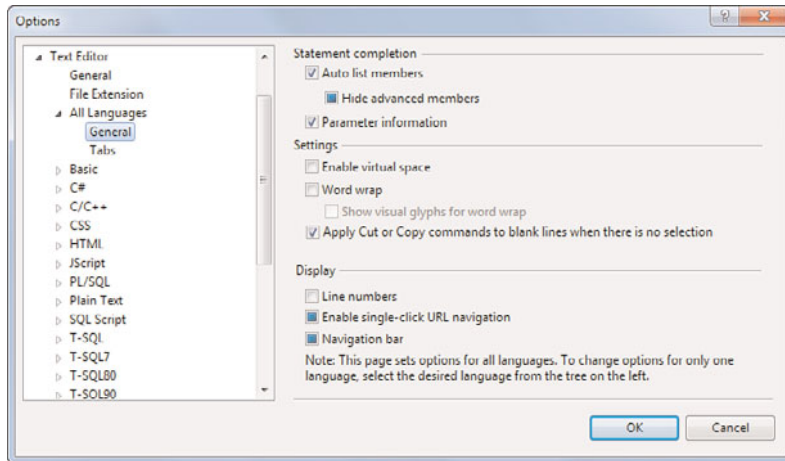 Options
Text Editor
General
File Extension
All Languages
General
Tabs
Basic
C#
C/C++
CSS
HTML
JScript
PL/SQL
Plain Text
SQL Script
T-SQL
T-SQL7
T-SQL80
T-SQL90
Statement completion
Auto list members
Hide advanced members
Parameter information
Settings
Enable virtual space
Word wrap
Show visual glyphs for word wrap
Apply Cut or Copy commands to blank lines when there is no selection
Display
Line numbers
Enable single-click URL navigation
Navigation bar
Note: This page sets options for all languages. To change options for only one
language, select the desired language from the tree on the left.
OK
Cancel